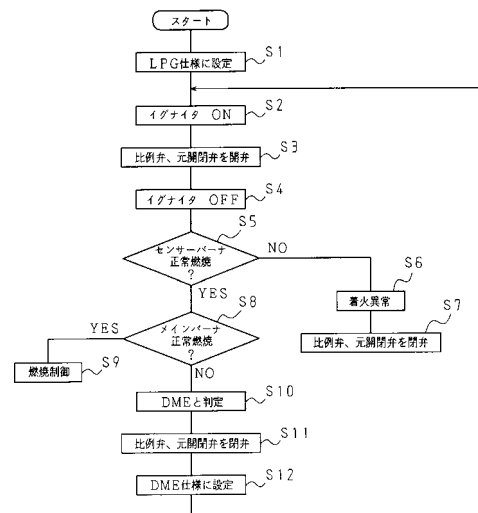 スタート
S1
LPG仕様に設定
S2
イグナイタ ON
S3
比例弁、元開閉弁を開弁
S4
イグナイタ OFF
S5
センサーバーナ
正常燃焼
?
NO
YES
S6
着火異常
S7
比例弁、元開閉弁を閉弁
S8
メインバーナ
正常燃焼
?
YES
NO
S9
燃焼制御
S10
DMEと判定
S11
比例弁、元開閉弁を閉弁
S12
DME仕様に設定